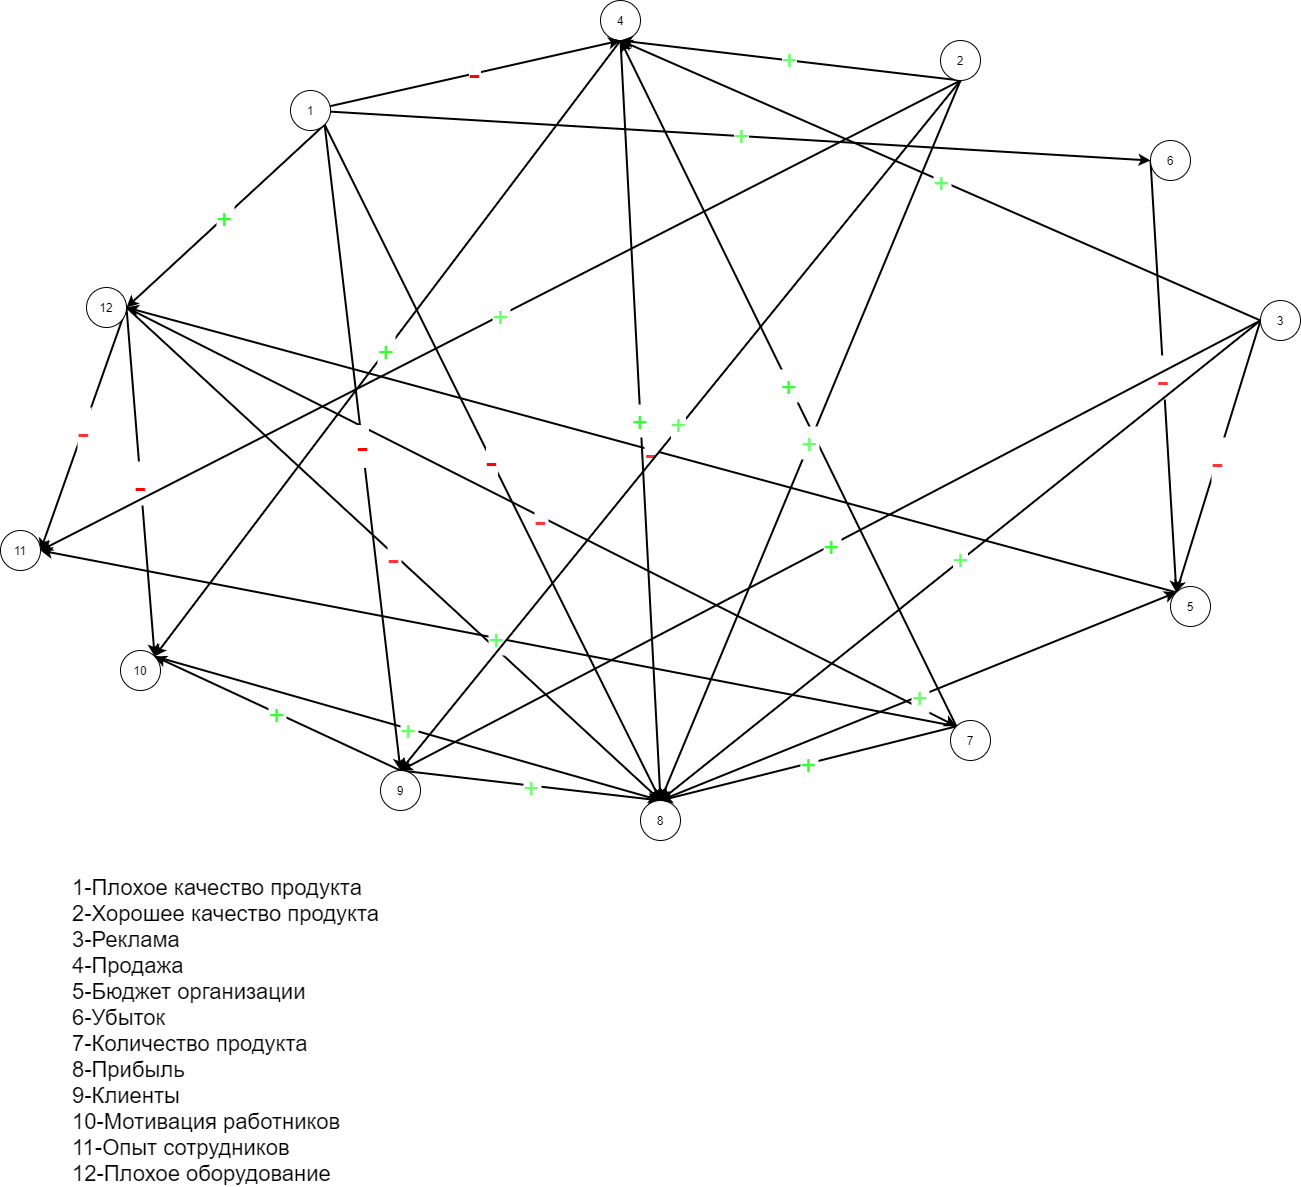 4
2
1
6
12
3
11
5
10
7
9
8
1-Плохое качество продукта
2-Хорошее качество продукта
3-Реклама
4-Продажа
5-Бюджет организации
6-Убыток
7-Количество продукта
8-Прибыль
9-Клиенты
10-Мотивация работников
11-Опыт сотрудников
12-Плохое оборудование